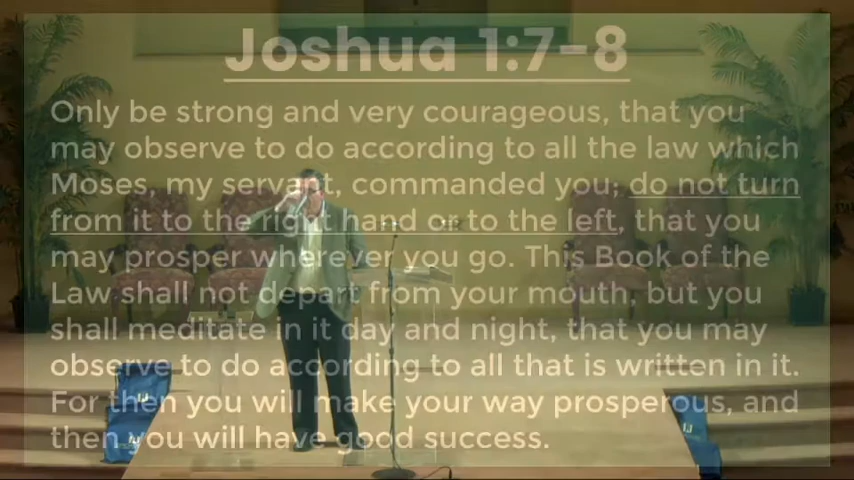 Joshua 1:7-8
Only be strong and very courageous, that you
may observe to do according to all the law which
Moses, my servant, commanded you; do not turn
from it to the right hand or to the left, that you
may prosper wherever you go. This Book of the
Law shall not depart from your mouth, but you
shall meditate in it day and night, that you may
observe to do according to all that is written in it.
For then you will make your way prosperous, and
then you will have good success.